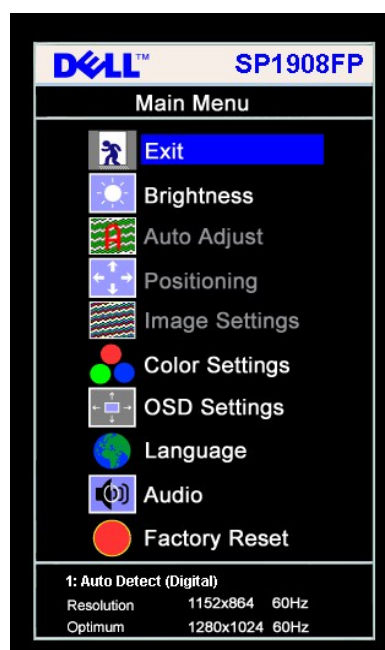 DELL™ SP1908FP
Main Menu
Exit
Brightness
Auto Adjust
Positioning
Image Settings
Color Settings
OSD Settings
Language
Audio
Factory Reset
1: Auto Detect (Digital)
Resolution 1152x864 60Hz
Optimum 1280x1024 60Hz